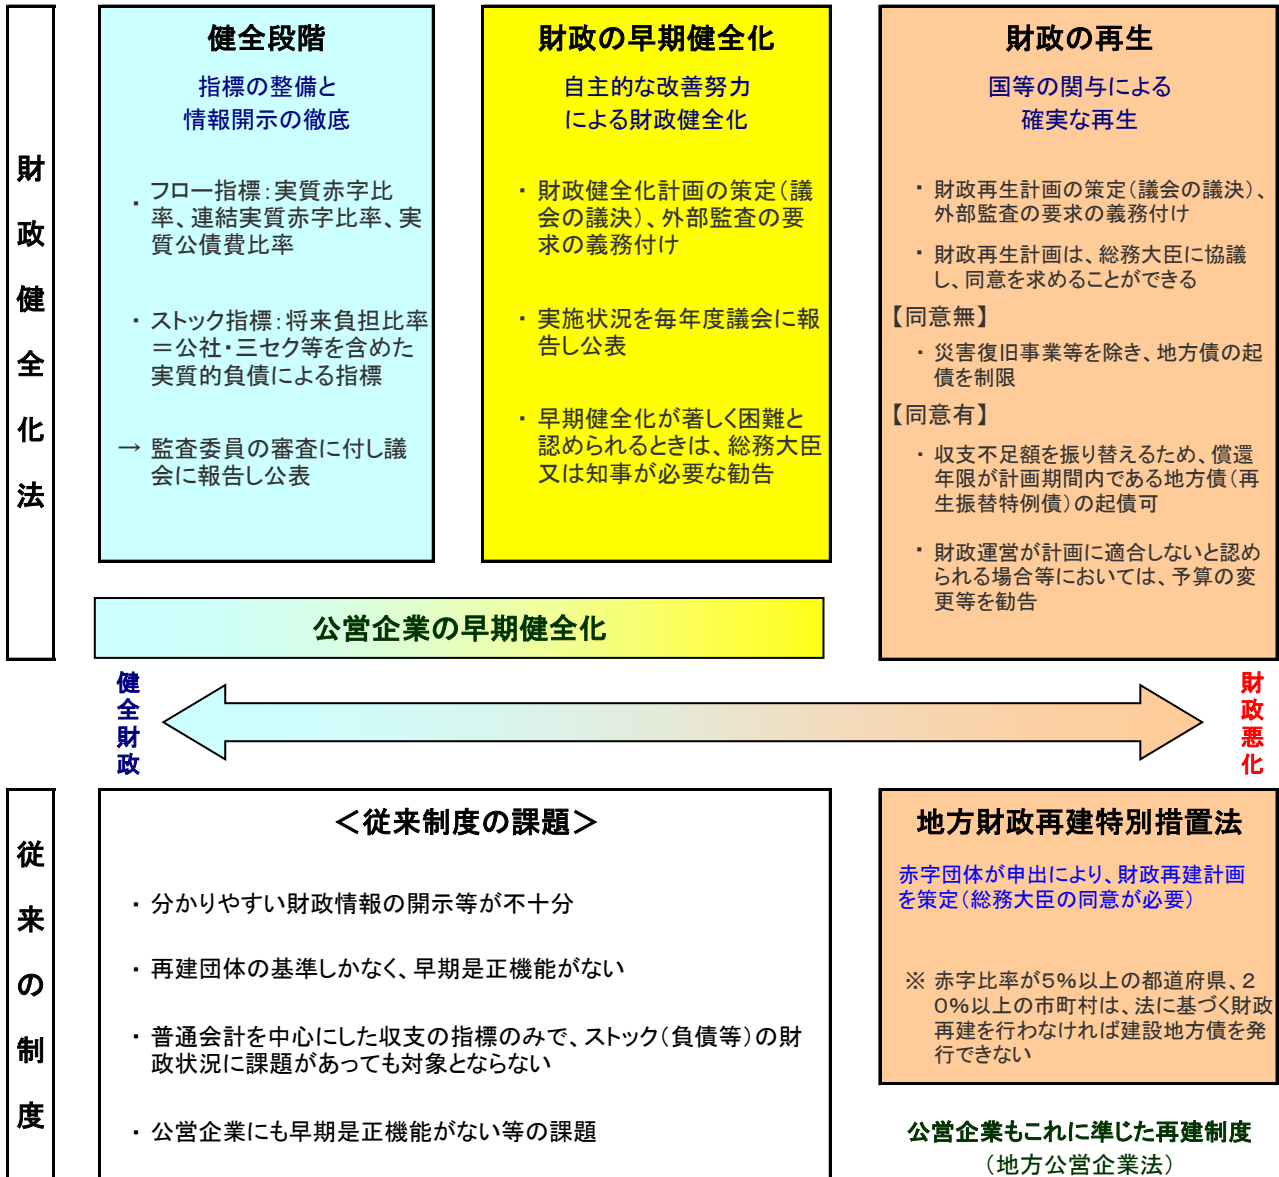 財政健全化法
健全段階
指標の整備と
情報開示の徹底
・ フロー指標：実質赤字比
率、連結実質赤字比率、実
質公債費比率
・ ストック指標：将来負担比率
＝公社・三セク等を含めた
実質的負債による指標
→ 監査委員の審査に付し議
会に報告し公表
財政の早期健全化
自主的な改善努力
による財政健全化
・ 財政健全化計画の策定（議
会の議決）、外部監査の要
求の義務付け
・ 実施状況を毎年度議会に報
告し公表
・ 早期健全化が著しく困難と
認められるときは、総務大臣
又は知事が必要な勧告
財政の再生
国等の関与による
確実な再生
・ 財政再生計画の策定（議会の議決）、
外部監査の要求の義務付け
・ 財政再生計画は、総務大臣に協議
し、同意を求めることができる
【同意無】
・ 災害復旧事業等を除き、地方債の起
債を制限
【同意有】
・ 収支不足額を振り替えるため、償還
年限が計画期間内である地方債（再
生振替特例債）の起債可
・ 財政運営が計画に適合しないと認め
られる場合等においては、予算の変
更等を勧告
公営企業の早期健全化
健全財政
財政悪化
従来の制度
＜従来制度の課題＞
・ 分かりやすい財政情報の開示等が不十分
・ 再建団体の基準しかなく、早期是正機能がない
・ 普通会計を中心にした収支の指標のみで、ストック（負債等）の財
政状況に課題があっても対象とならない
・ 公営企業にも早期是正機能がない等の課題
地方財政再建特別措置法
赤字団体が申出により、財政再建計画
を策定（総務大臣の同意が必要）
※ 赤字比率が５％以上の都道府県、２
０％以上の市町村は、法に基づく財政
再建を行わなければ建設地方債を発
行できない
公営企業もこれに準じた再建制度
（地方公営企業法）